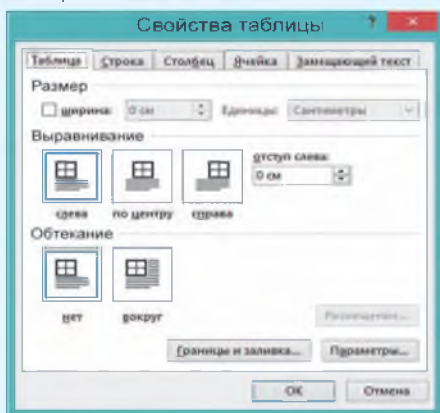 Свойства таблицы ?
Таблица Строка Столбец Ячейка Замещающий текст
Размер
ширина: 0 см Единицы: Сантиметры
Выравнивание
отступ слева:
0 см
слева по центру справа
Обтекание
нет вокруг
Размещение...
Границы и заливка... Параметры...
ОК Отмена